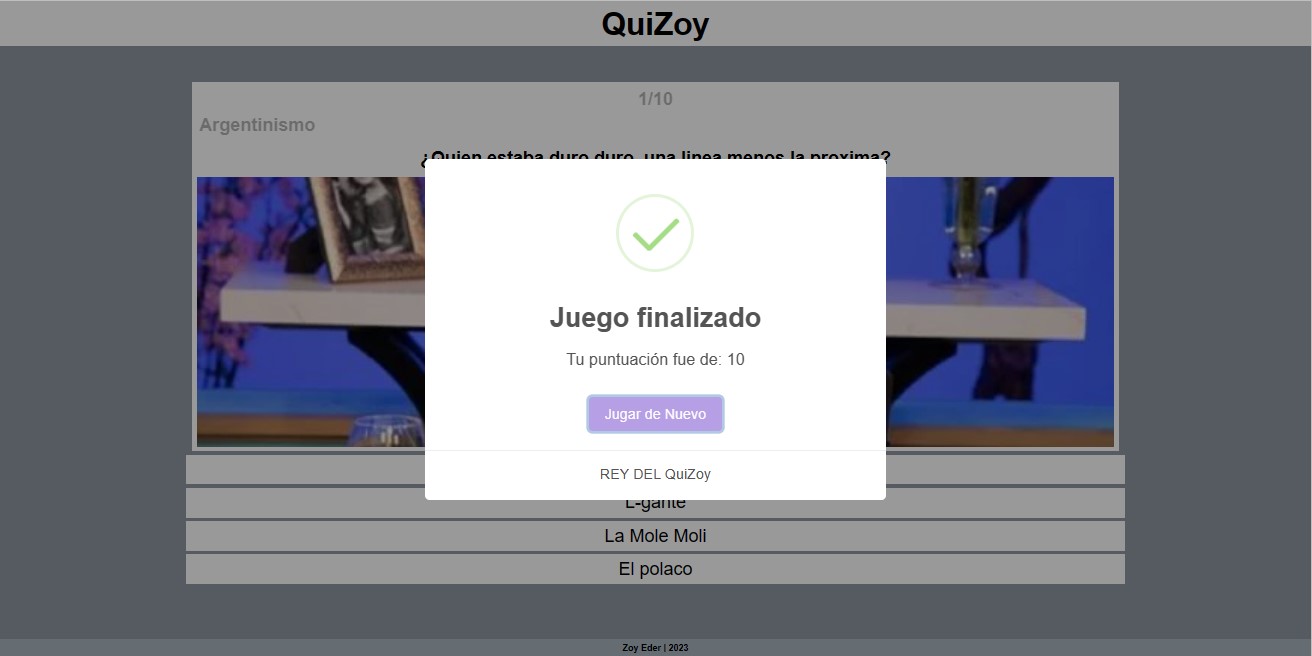 QuiZoy
1/10
Argentinismo
¿Quien estaba duro duro, una linea menos la proxima?
Juego finalizado
Tu puntuación fue de: 10
Jugar de Nuevo
REY DEL QuiZoy
L-gante
La Mole Moli
El polaco
Zoy Eder | 2023